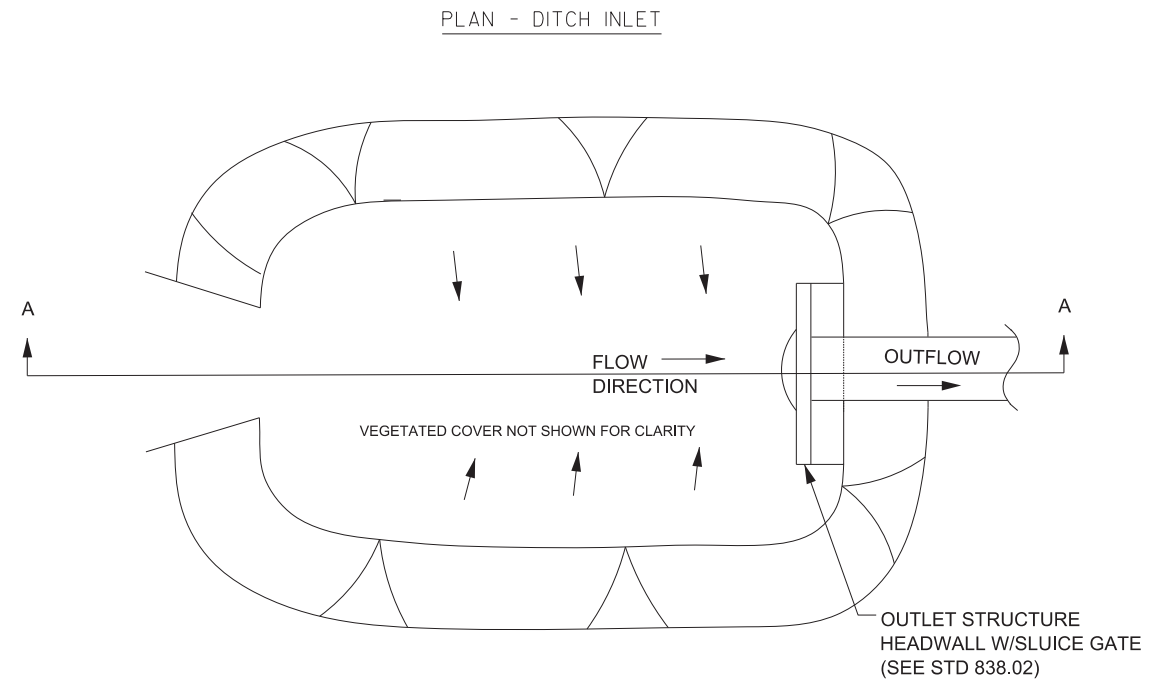 PLAN - DITCH INLET
A
A
FLOW
DIRECTION
OUTFLOW
VEGETATED COVER NOT SHOWN FOR CLARITY
OUTLET STRUCTURE
HEADWALL W/SLUICE GATE
(SEE STD 838.02)